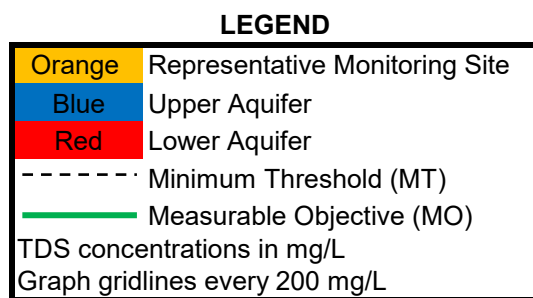 LEGEND
Orange Representative Monitoring Site
Blue Upper Aquifer
Red Lower Aquifer
Minimum Threshold (MT)
Measurable Objective (MO)
TDS concentrations in mg/L
Graph gridlines every 200 mg/L